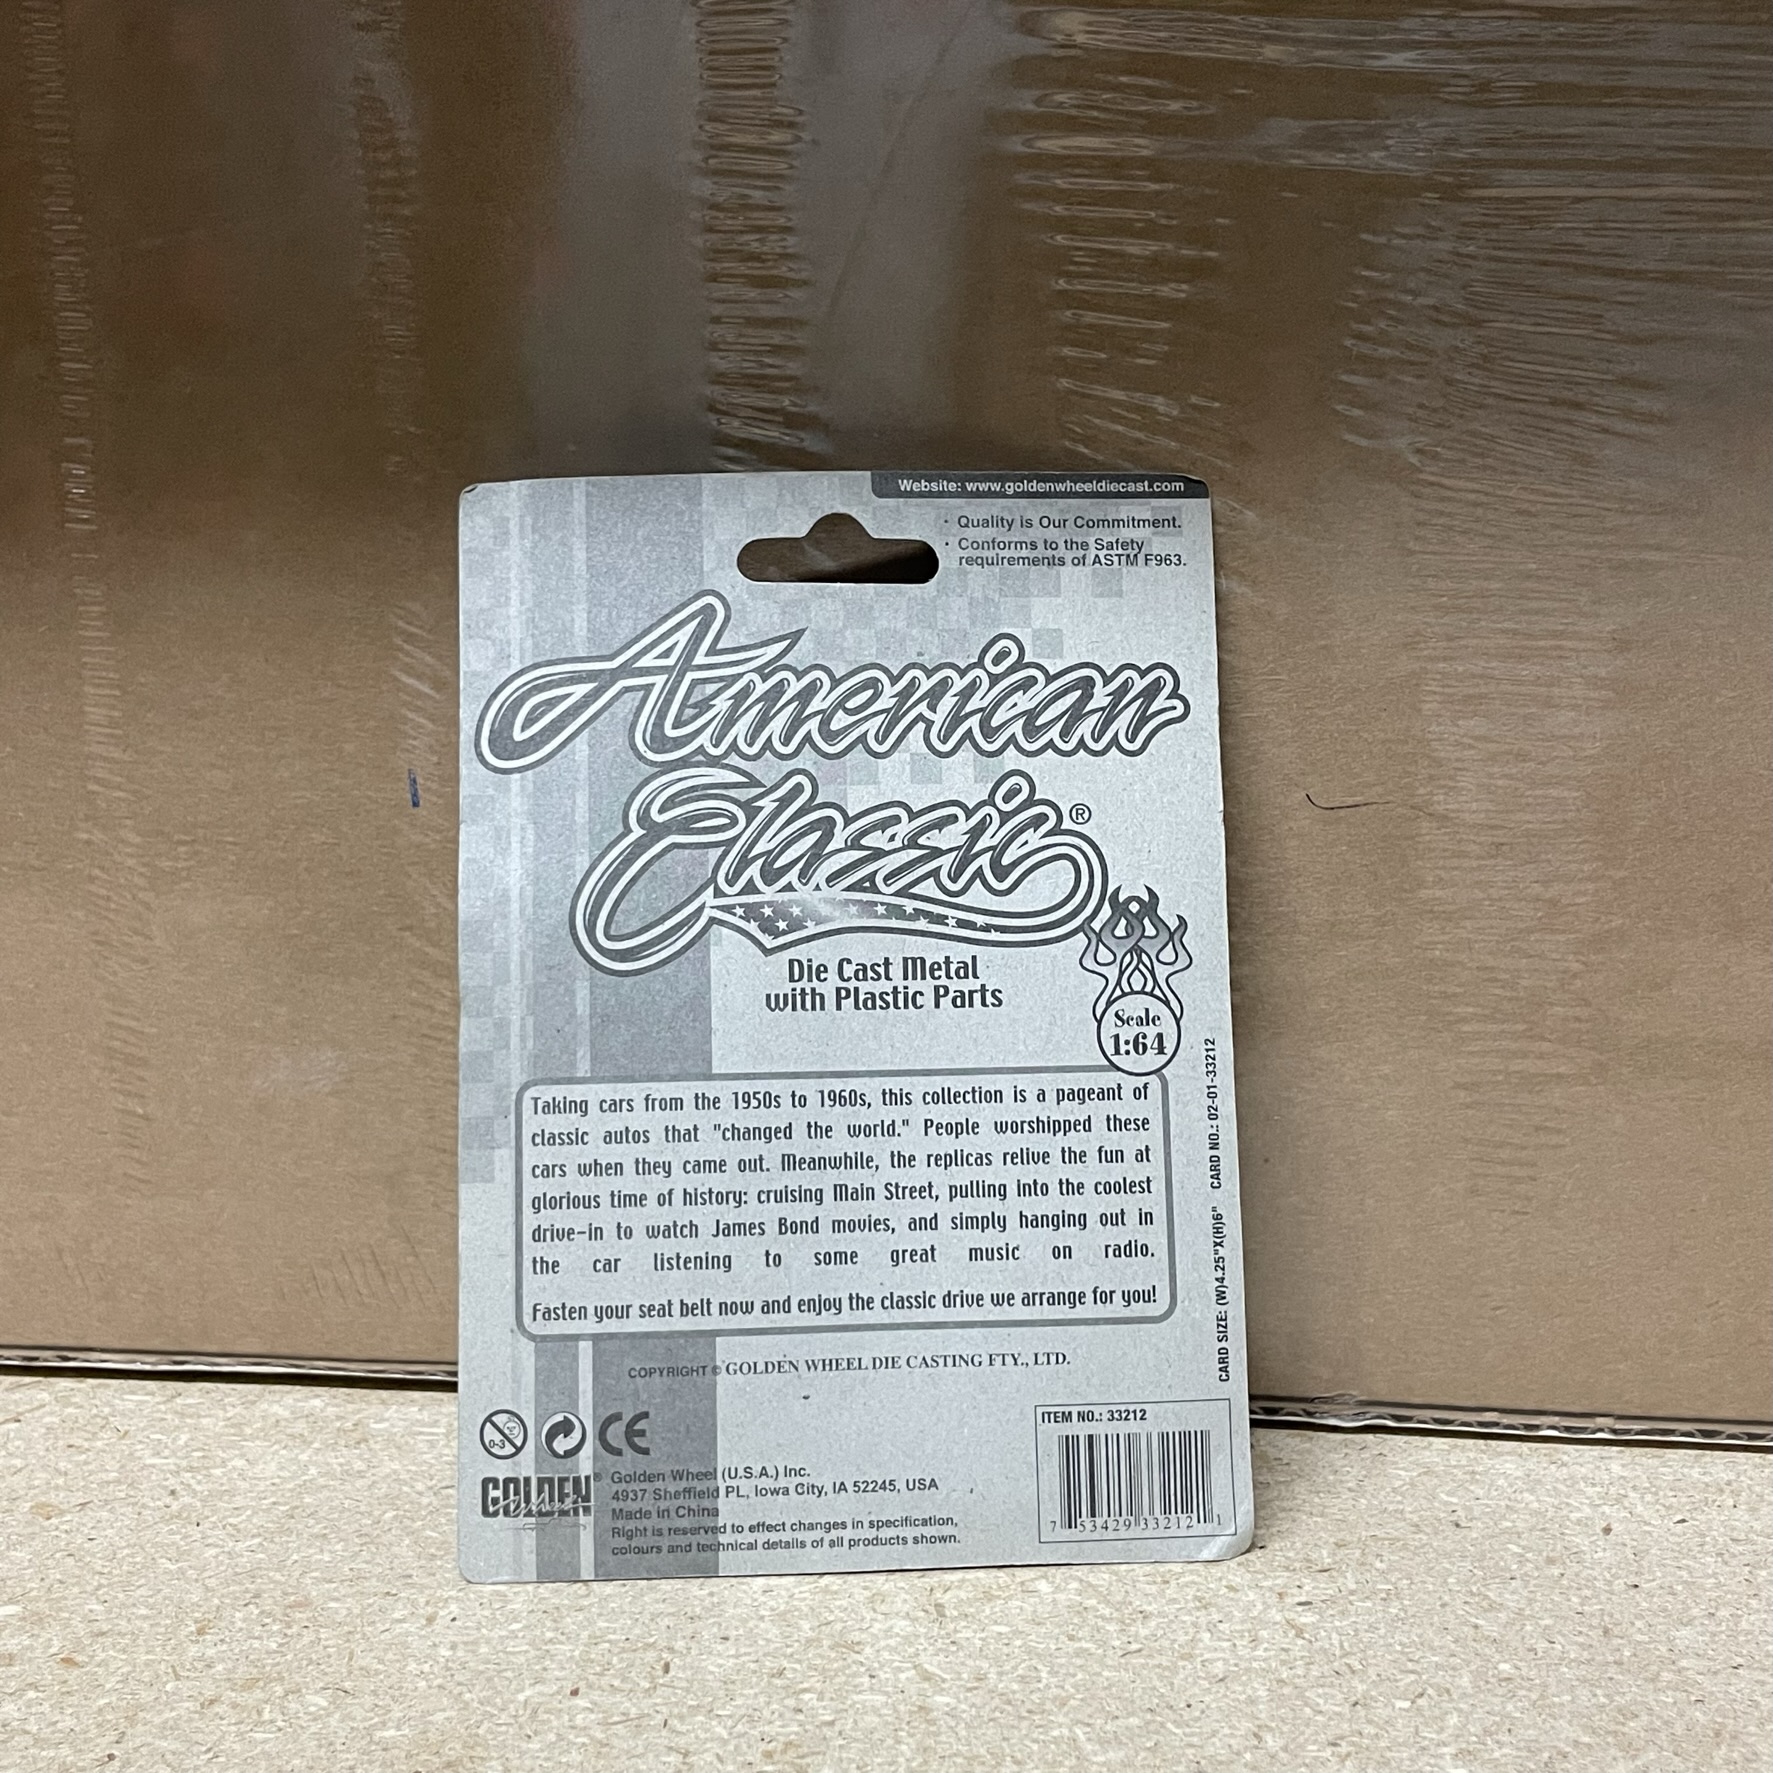 Website: www.goldenwheeldiecast.com
· Quality is Our Commitment.
· Conforms to the Safety
requirements of ASTM F963.
American
Classic®
Die Cast Metal
with Plastic Parts
Scale
1:64
Taking cars from the 1950s to 1960s, this collection is a pageant of
classic autos that "changed the world." People worshipped these
cars when they came out. Meanwhile, the replicas relive the fun at
glorious time of history: cruising Main Street, pulling into the coolest
drive-in to watch James Bond movies, and simply hanging out in
the car listening to some great music on radio.
Fasten your seat belt now and enjoy the classic drive we arrange for you!
CARD SIZE: (W)4.25"X(H)6" CARD NO.: 02-01-33212
COPYRIGHT © GOLDEN WHEEL DIE CASTING FTY., LTD.
0-3
CE
GOLDEN®
Wheel
Golden Wheel (U.S.A.) Inc.
4937 Sheffield PL, Iowa City, IA 52245, USA
Made in China
Right is reserved to effect changes in specification,
colours and technical details of all products shown.
ITEM NO.: 33212
7 53429 33212 1